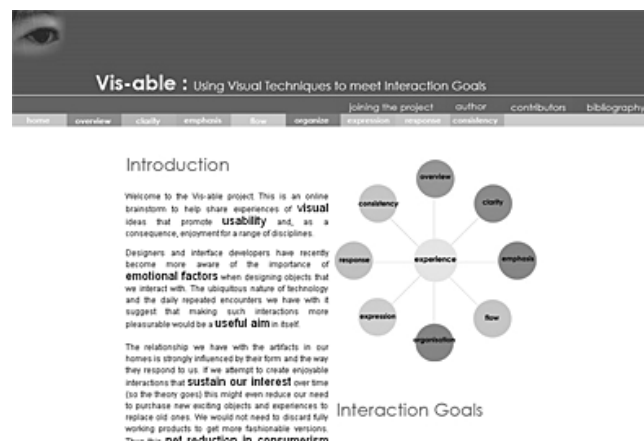 Vis-able : Using Visual Techniques to meet Interaction Goals
joining the project author contributors bibliography
home overview clarity emphasis flow organize expression response consistency
Introduction
Welcome to the Vis-able project. This is an online
brainstorm to help share experiences of visual
ideas that promote usability and, as a
consequence, enjoyment for a range of disciplines.
Designers and interface developers have recently
become more aware of the importance of
emotional factors when designing objects that
we interact with. The ubiquitous nature of technology
and the daily repeated encounters we have with it
suggest that making such interactions more
pleasurable would be a useful aim in itself.
The relationship we have with the artifacts in our
homes is strongly influenced by their form and the way
they respond to us. If we attempt to create enjoyable
interactions that sustain our interest over time
(so the theory goes) this might even reduce our need
to purchase new exciting objects and experiences to
replace old ones. We would not need to discard fully
working products to get more fashionable versions.
Then this net reduction in consumerism
overview
consistency
clarity
response
experience
emphasis
expression
flow
organisation
Interaction Goals